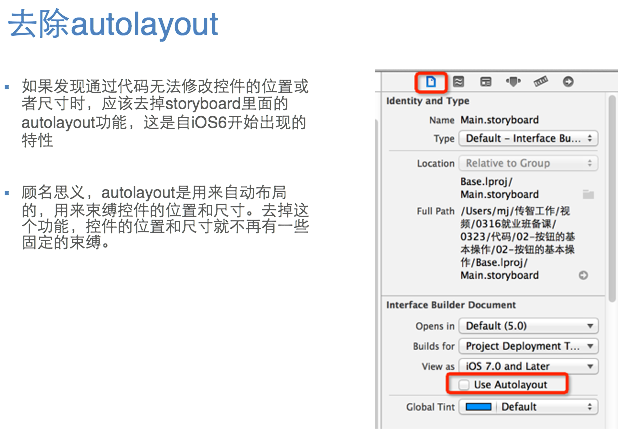 去除autolayout
如果发现通过代码无法修改控件的位置或
者尺寸时，应该去掉storyboard里面的
autolayout功能，这是自iOS6开始出现的
特性
顾名思义，autolayout是用来自动布局
的，用来束缚控件的位置和尺寸。去掉这
个功能，控件的位置和尺寸就不再有一些
固定的束缚。
Identity and Type
Name Main.storyboard
Type Default - Interface Bu...
Location Relative to Group
Base.lproj/
Main.storyboard
Full Path /Users/mj/传智工作/视
频/0316就业班备课/
0323/代码/02-按钮的基
本操作/02-按钮的基本操
作/Base.lproj/
Main.storyboard
Interface Builder Document
Opens in Default (5.0)
Builds for Project Deployment T...
View as iOS 7.0 and Later
Use Autolayout
Global Tint Default